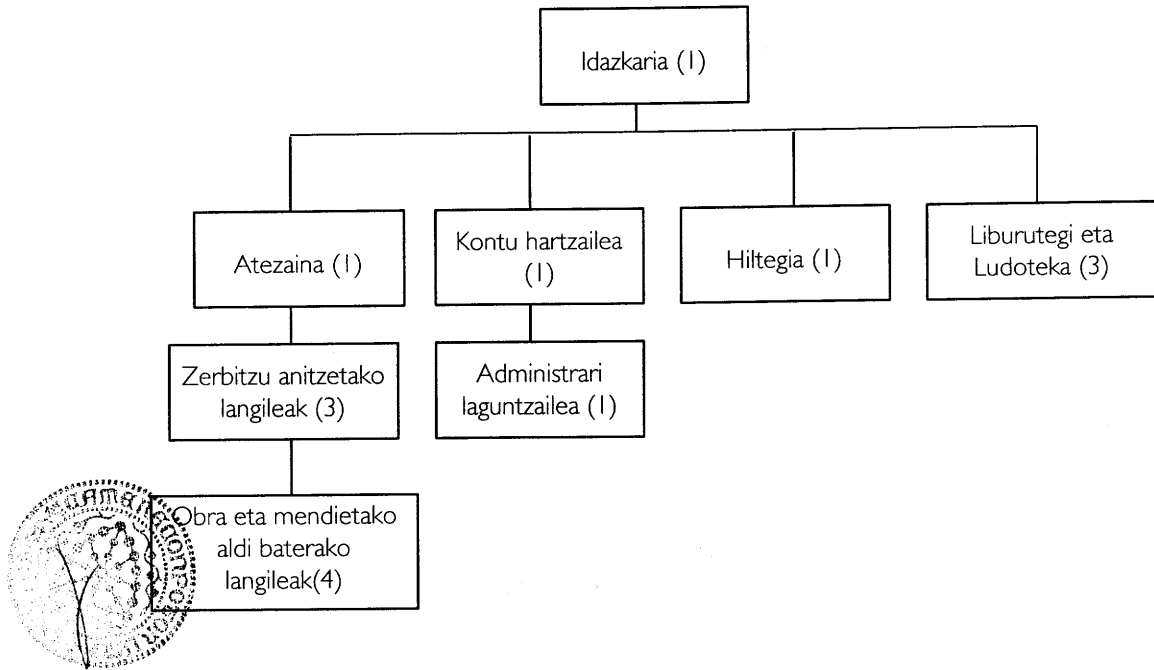 Idazkaria (1)
Atezaina (1)
Kontu hartzailea
(1)
Hiltegia (1)
Liburutegi eta
Ludoteka (3)
Zerbitzu anitzetako
langileak (3)
Administrari
laguntzailea (1)
Obra eta mendietako
aldi baterako
langileak(4)